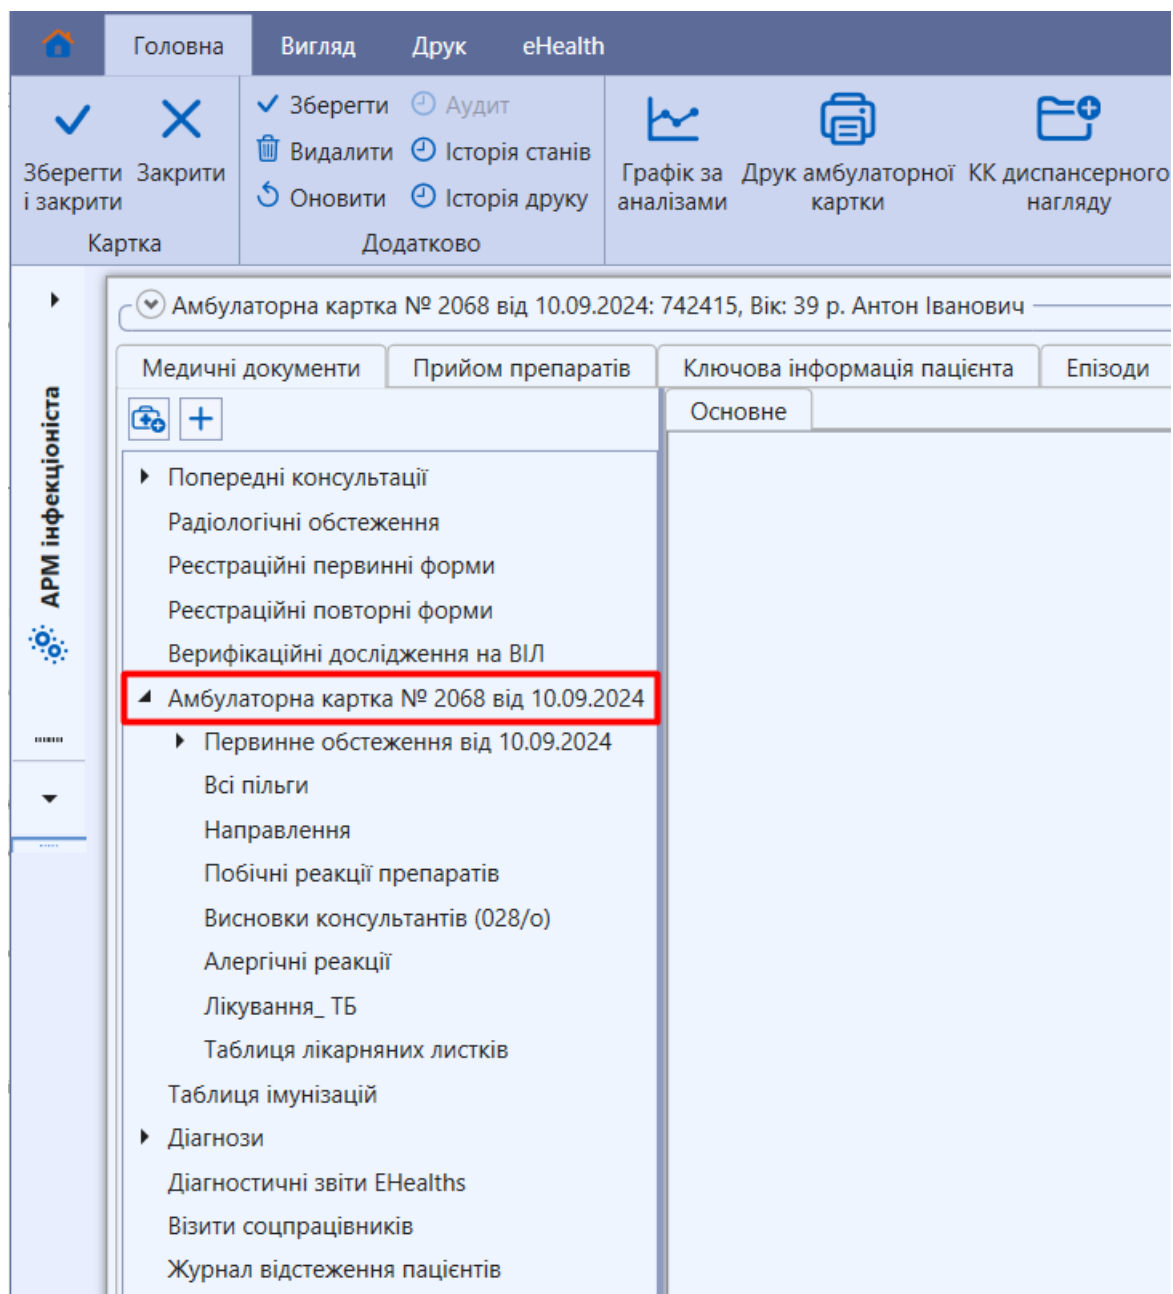 Головна Вигляд Друк eHealth
Зберегти і закрити
Закрити
Картка
Зберегти
Видалити
Оновити
Аудит
Історія станів
Історія друку
Додатково
Графік за аналізами
Друк амбулаторної картки
КК диспансерного нагляду
АРМ інфекціоніста
Амбулаторна картка № 2068 від 10.09.2024: 742415, Вік: 39 р. Антон Іванович
Медичні документи Прийом препаратів Ключова інформація пацієнта Епізоди
Основне
Попередні консультації
Радіологічні обстеження
Реєстраційні первинні форми
Реєстраційні повторні форми
Верифікаційні дослідження на ВІЛ
Амбулаторна картка № 2068 від 10.09.2024
Первинне обстеження від 10.09.2024
Всі пільги
Направлення
Побічні реакції препаратів
Висновки консультантів (028/о)
Алергічні реакції
Лікування_ ТБ
Таблиця лікарняних листків
Таблиця імунізацій
Діагнози
Діагностичні звіти EHealths
Візити соцпрацівників
Журнал відстеження пацієнтів